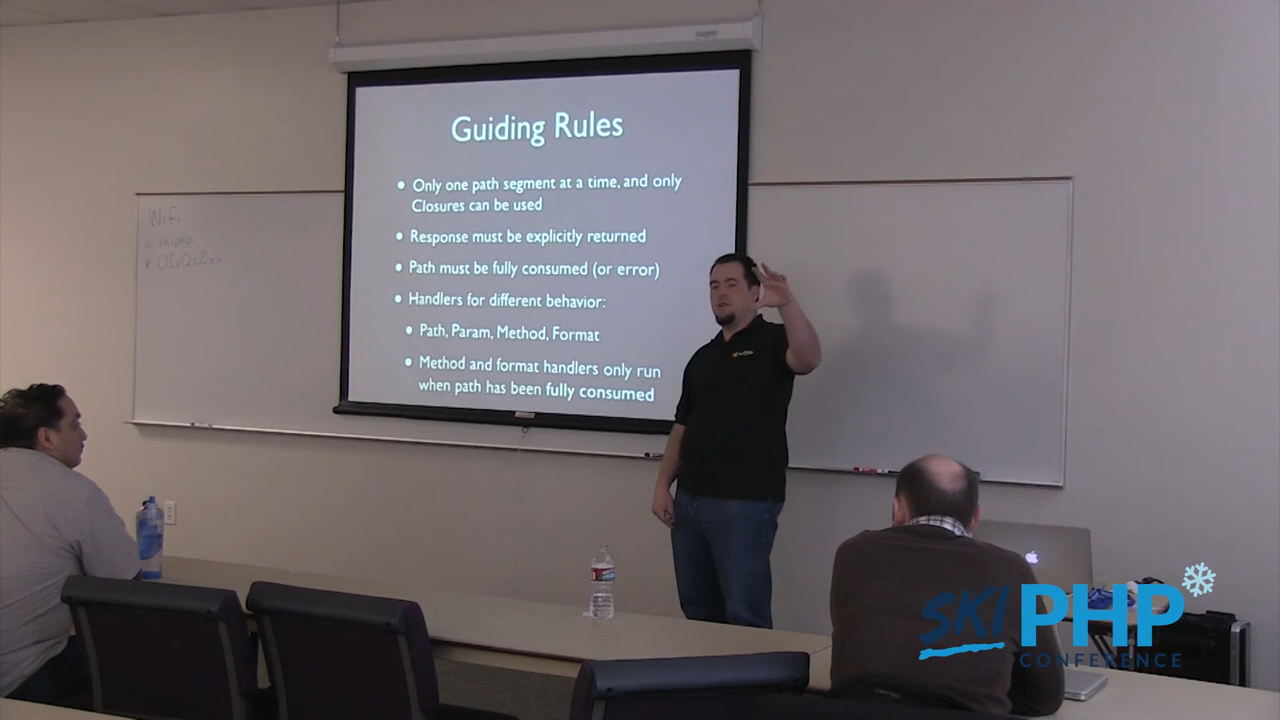 Guiding Rules
• Only one path segment at a time, and only
Closures can be used
• Response must be explicitly returned
• Path must be fully consumed (or error)
• Handlers for different behavior:
• Path, Param, Method, Format
• Method and format handlers only run
when path has been fully consumed
Wifi
skiphp
SKI PHP
CONFERENCE